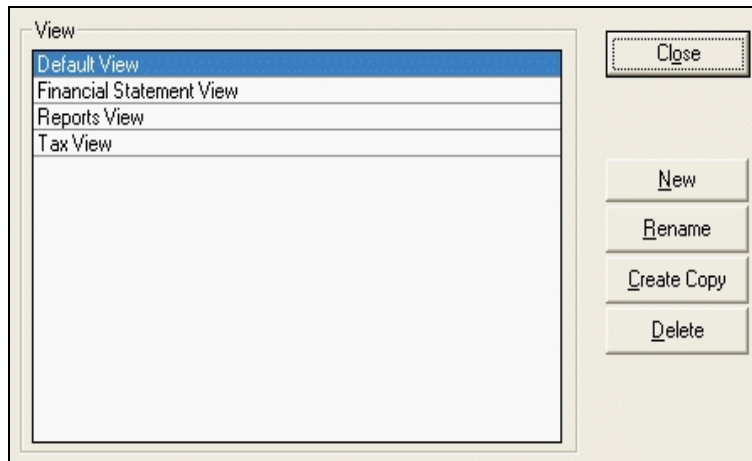 View
Default View
Financial Statement View
Reports View
Tax View
Close
New
Rename
Create Copy
Delete